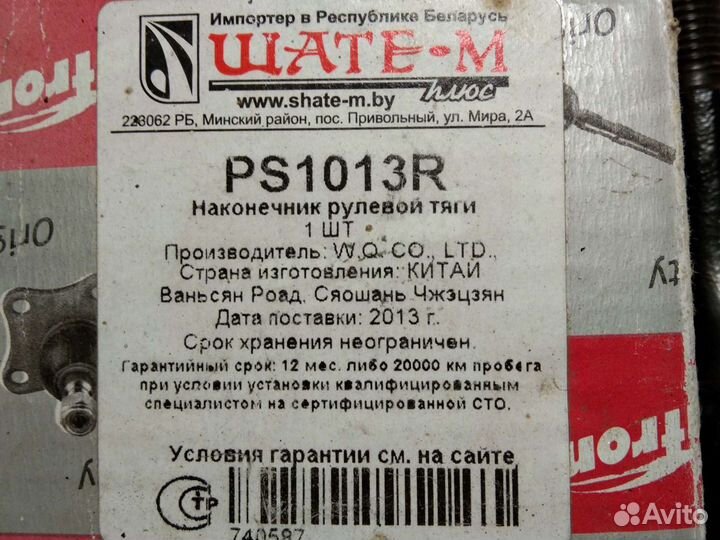 Импортер в Республике Беларусь
ШАТЕ-М
плюс
www.shate-m.by
223062 РБ, Минский район, пос. Привольный, ул. Мира, 2А
PS1013R
Наконечник рулевой тяги
1 ШТ
Производитель: W.Q. CO., LTD.,
Страна изготовления: КИТАЙ
Ваньсян Роад, Сяошань Чжэцзян
Дата поставки: 2013 г.
Срок хранения неограничен.
Гарантийный срок: 12 мес. либо 20000 км пробега
при условии установки квалифицированным
специалистом на сертифицированной СТО.
Условия гарантии см. на сайте
СТР
740587
Avito